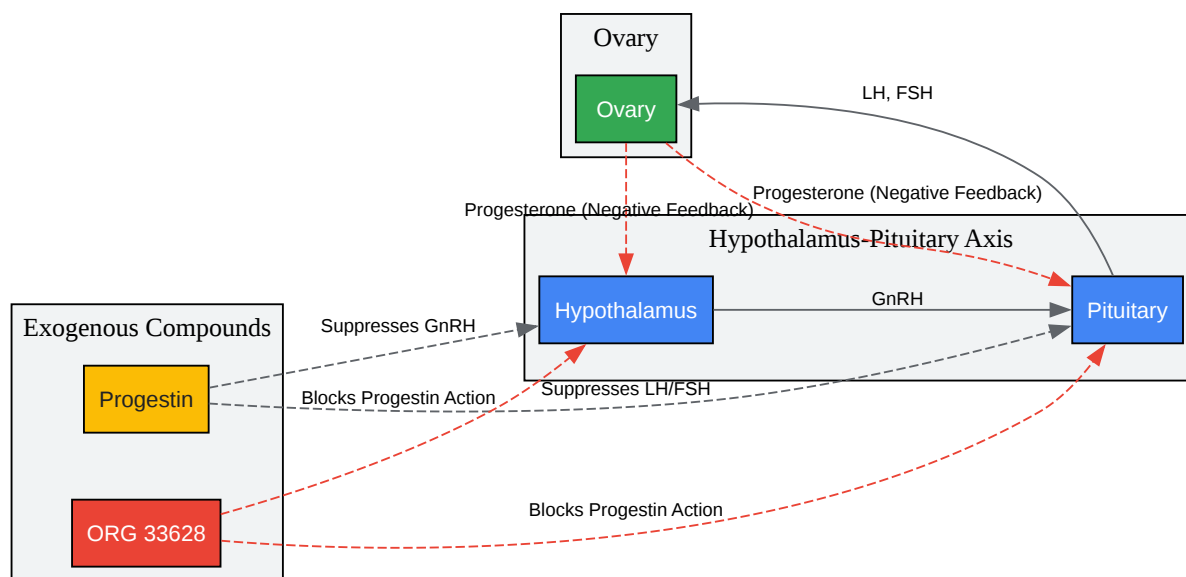 Ovary
Ovary
LH, FSH
Progesterone (Negative Feedback)
Progesterone (Negative Feedback)
Hypothalamus-Pituitary Axis
Hypothalamus
GnRH
Pituitary
Exogenous Compounds
Suppresses GnRH
Progestin
Blocks Progestin Action
Suppresses LH/FSH
ORG 33628
Blocks Progestin Action